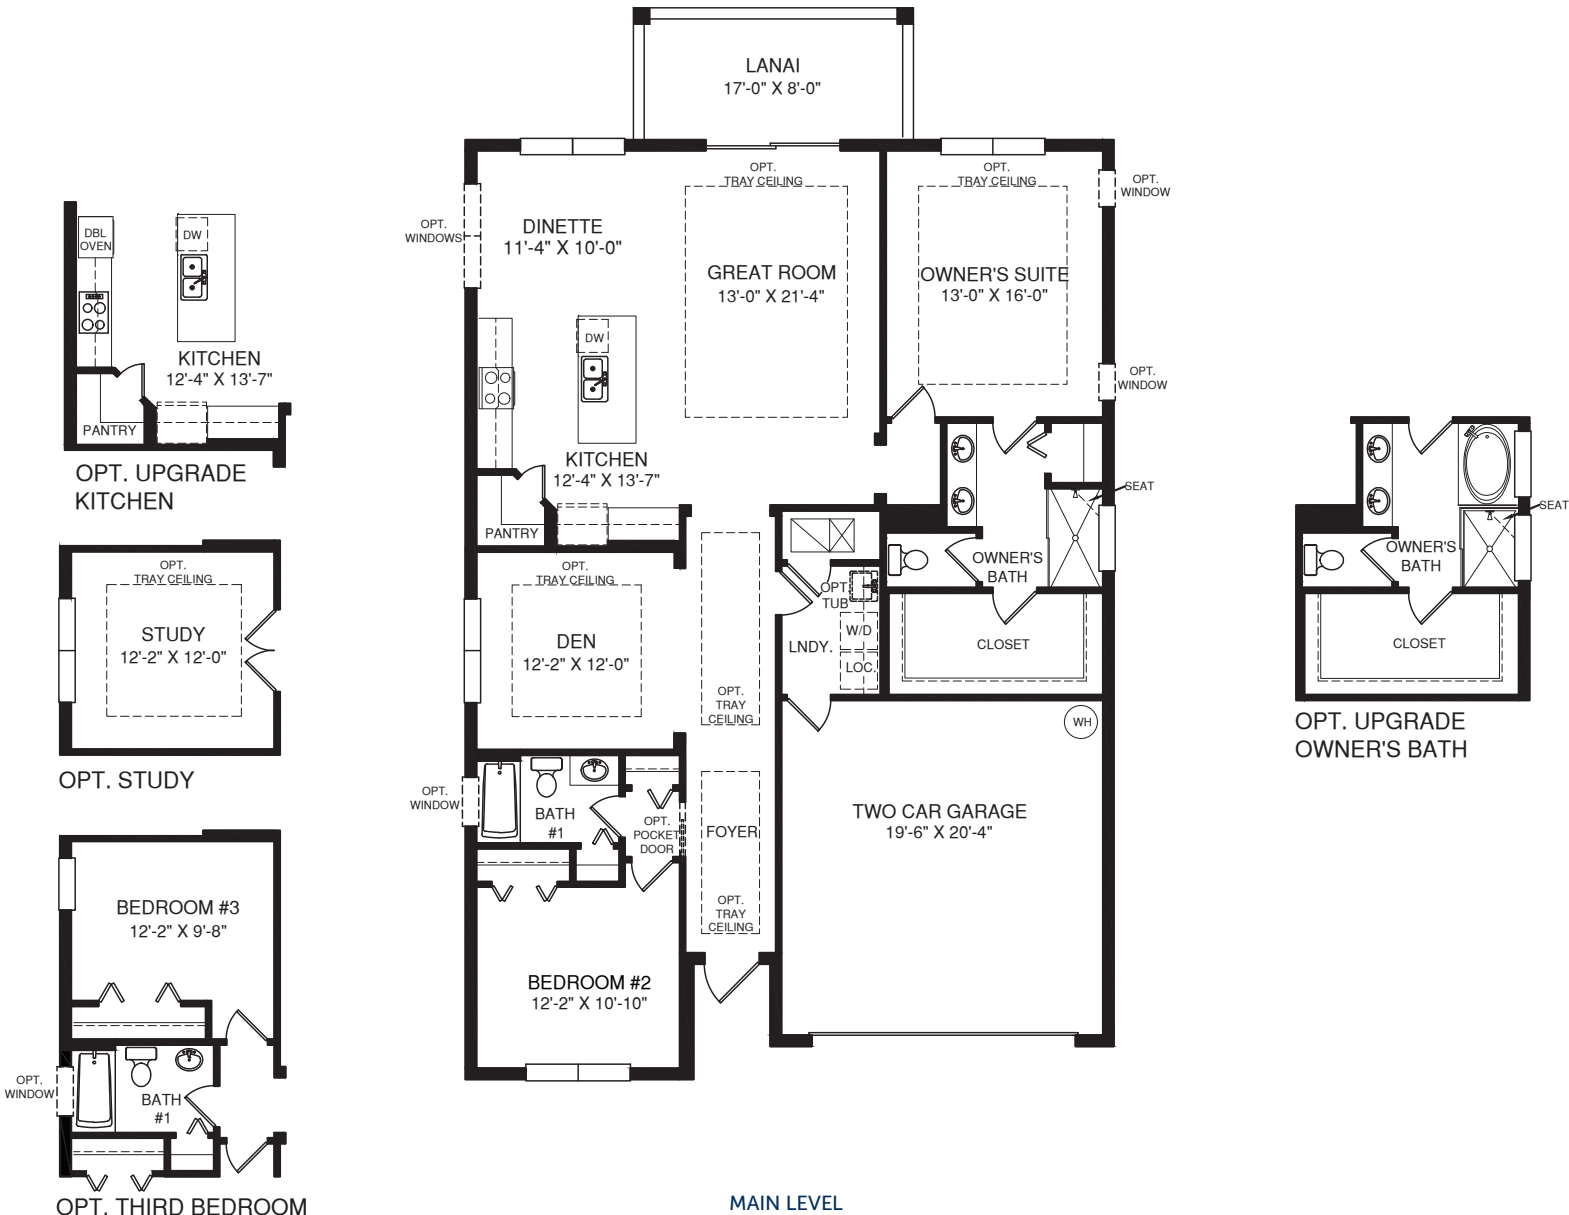 LANAI
17'-0" X 8'-0"
OPT.
TRAY CEILING
OPT.
TRAY CEILING
OPT.
WINDOW
OPT.
WINDOWS
DINETTE
11'-4" X 10'-0"
GREAT ROOM
13'-0" X 21'-4"
OWNER'S SUITE
13'-0" X 16'-0"
DW
OPT.
WINDOW
KITCHEN
12'-4" X 13'-7"
PANTRY
SEAT
OWNER'S
BATH
OPT.
TRAY CEILING
DEN
12'-2" X 12'-0"
OPT.
TRAY
CEILING
OPT.
TUB
W/D
LNDY.
LOC.
CLOSET
WH
OPT.
WINDOW
BATH
#1
OPT.
POCKET
DOOR
FOYER
OPT.
TRAY
CEILING
TWO CAR GARAGE
19'-6" X 20'-4"
BEDROOM #2
12'-2" X 10'-10"
DBL
OVEN
DW
KITCHEN
12'-4" X 13'-7"
PANTRY
OPT. UPGRADE
KITCHEN
OPT.
TRAY CEILING
STUDY
12'-2" X 12'-0"
OPT. STUDY
BEDROOM #3
12'-2" X 9'-8"
OPT.
WINDOW
BATH
#1
OPT. THIRD BEDROOM
SEAT
OWNER'S
BATH
CLOSET
OPT. UPGRADE
OWNER'S BATH
MAIN LEVEL